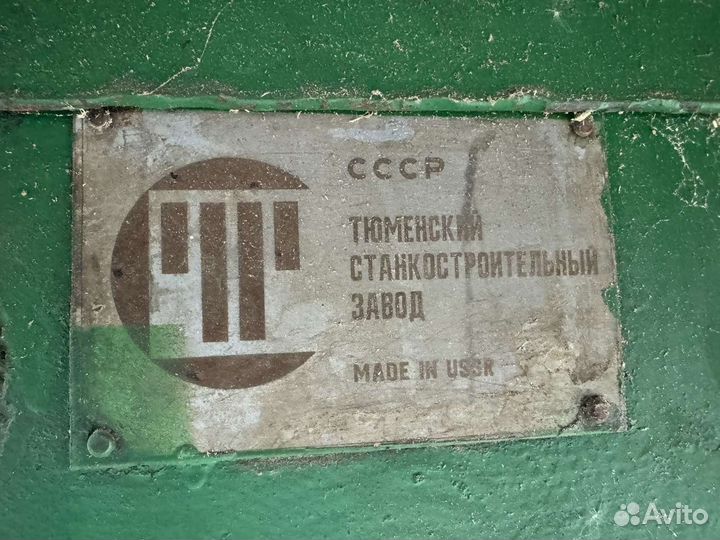 СССР
ТЮМЕНСКИЙ
СТАНКОСТРОИТЕЛЬНЫЙ
ЗАВОД
MADE IN USSR
Avito